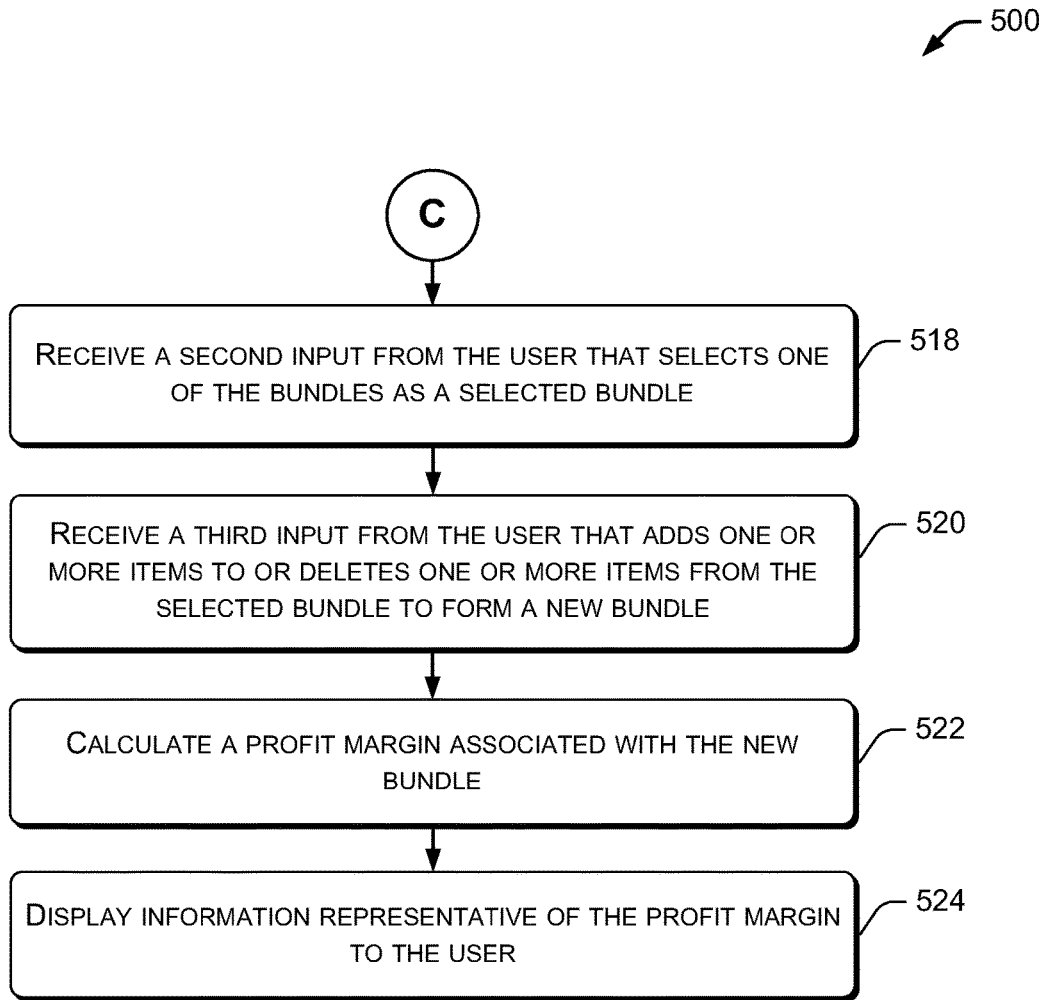 500
C
RECEIVE A SECOND INPUT FROM THE USER THAT SELECTS ONE
OF THE BUNDLES AS A SELECTED BUNDLE
518
RECEIVE A THIRD INPUT FROM THE USER THAT ADDS ONE OR
MORE ITEMS TO OR DELETES ONE OR MORE ITEMS FROM THE
SELECTED BUNDLE TO FORM A NEW BUNDLE
520
CALCULATE A PROFIT MARGIN ASSOCIATED WITH THE NEW
BUNDLE
522
DISPLAY INFORMATION REPRESENTATIVE OF THE PROFIT MARGIN
TO THE USER
524